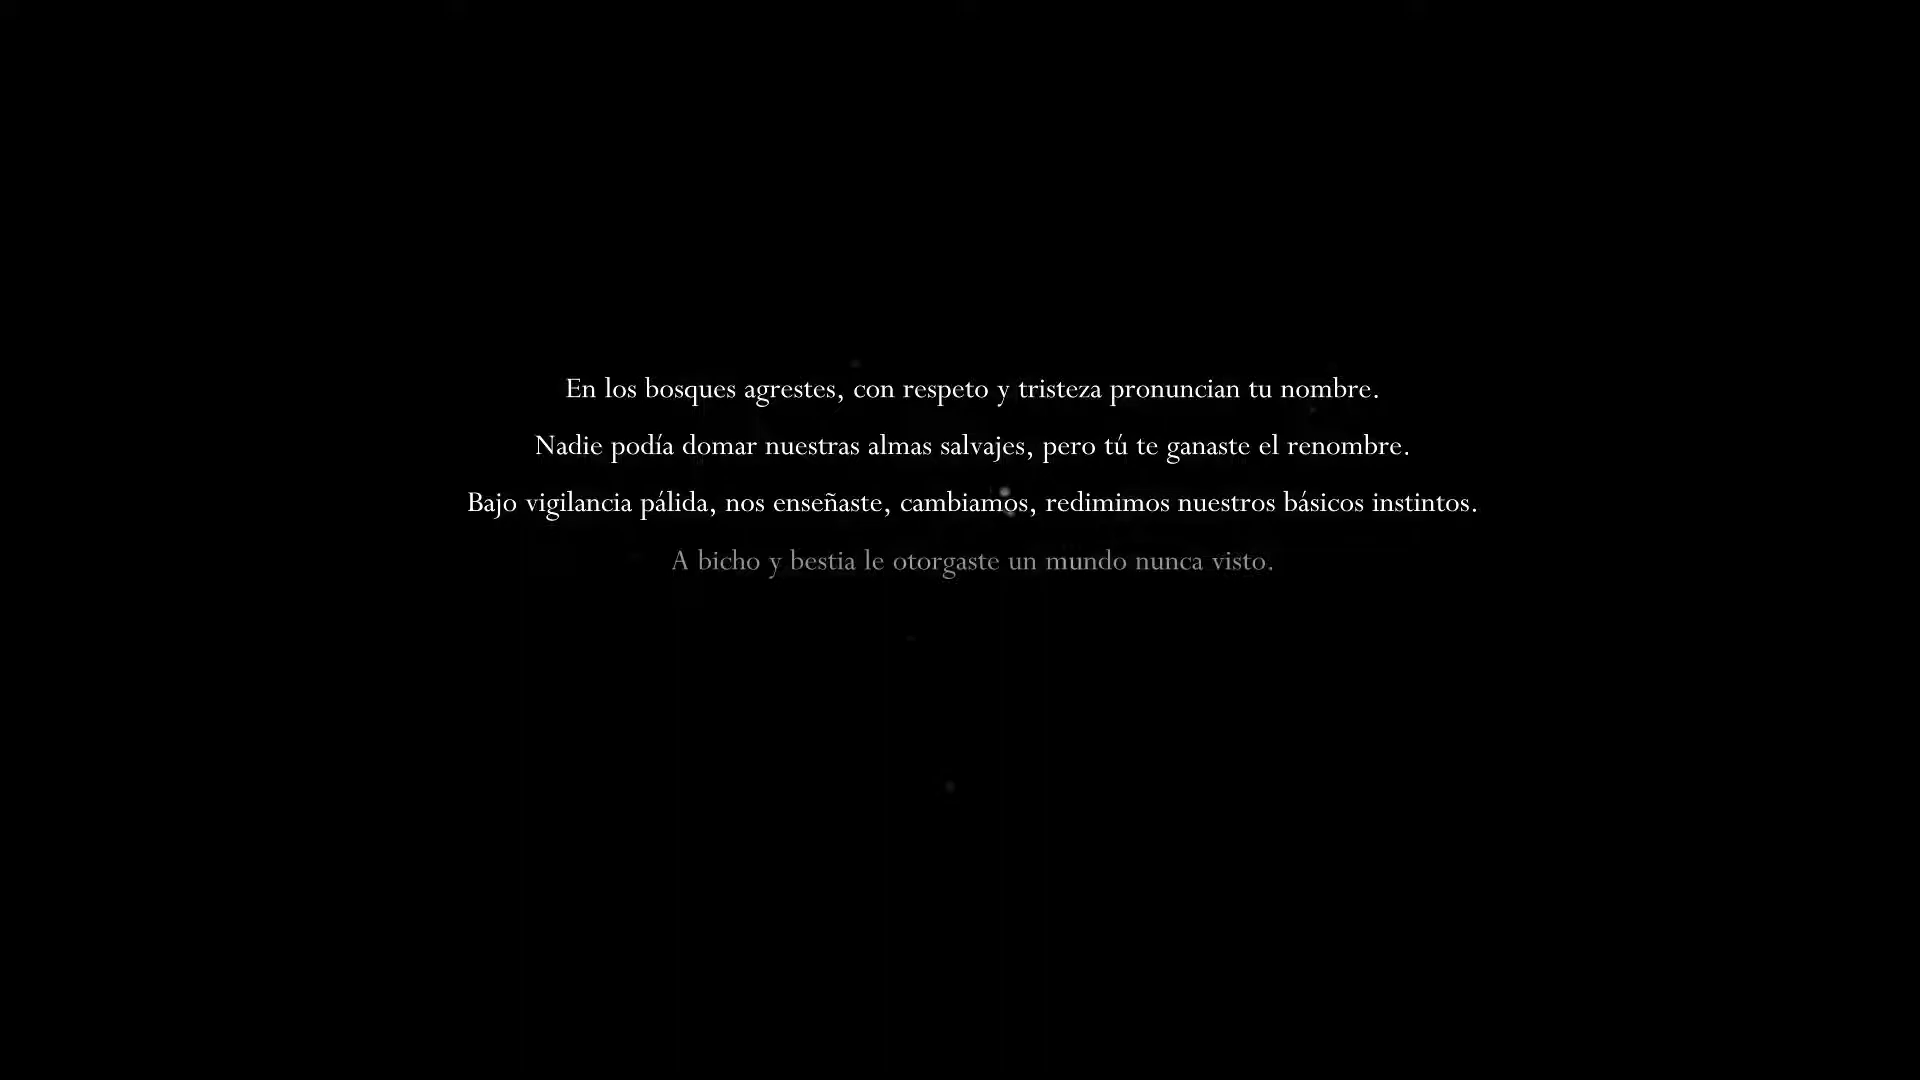 En los bosques agrestes, con respeto y tristeza pronuncian tu nombre.
Nadie podía domar nuestras almas salvajes, pero tú te ganaste el renombre.
Bajo vigilancia pálida, nos enseñaste, cambiamos, redimimos nuestros básicos instintos.
A bicho y bestia le otorgaste un mundo nunca visto.